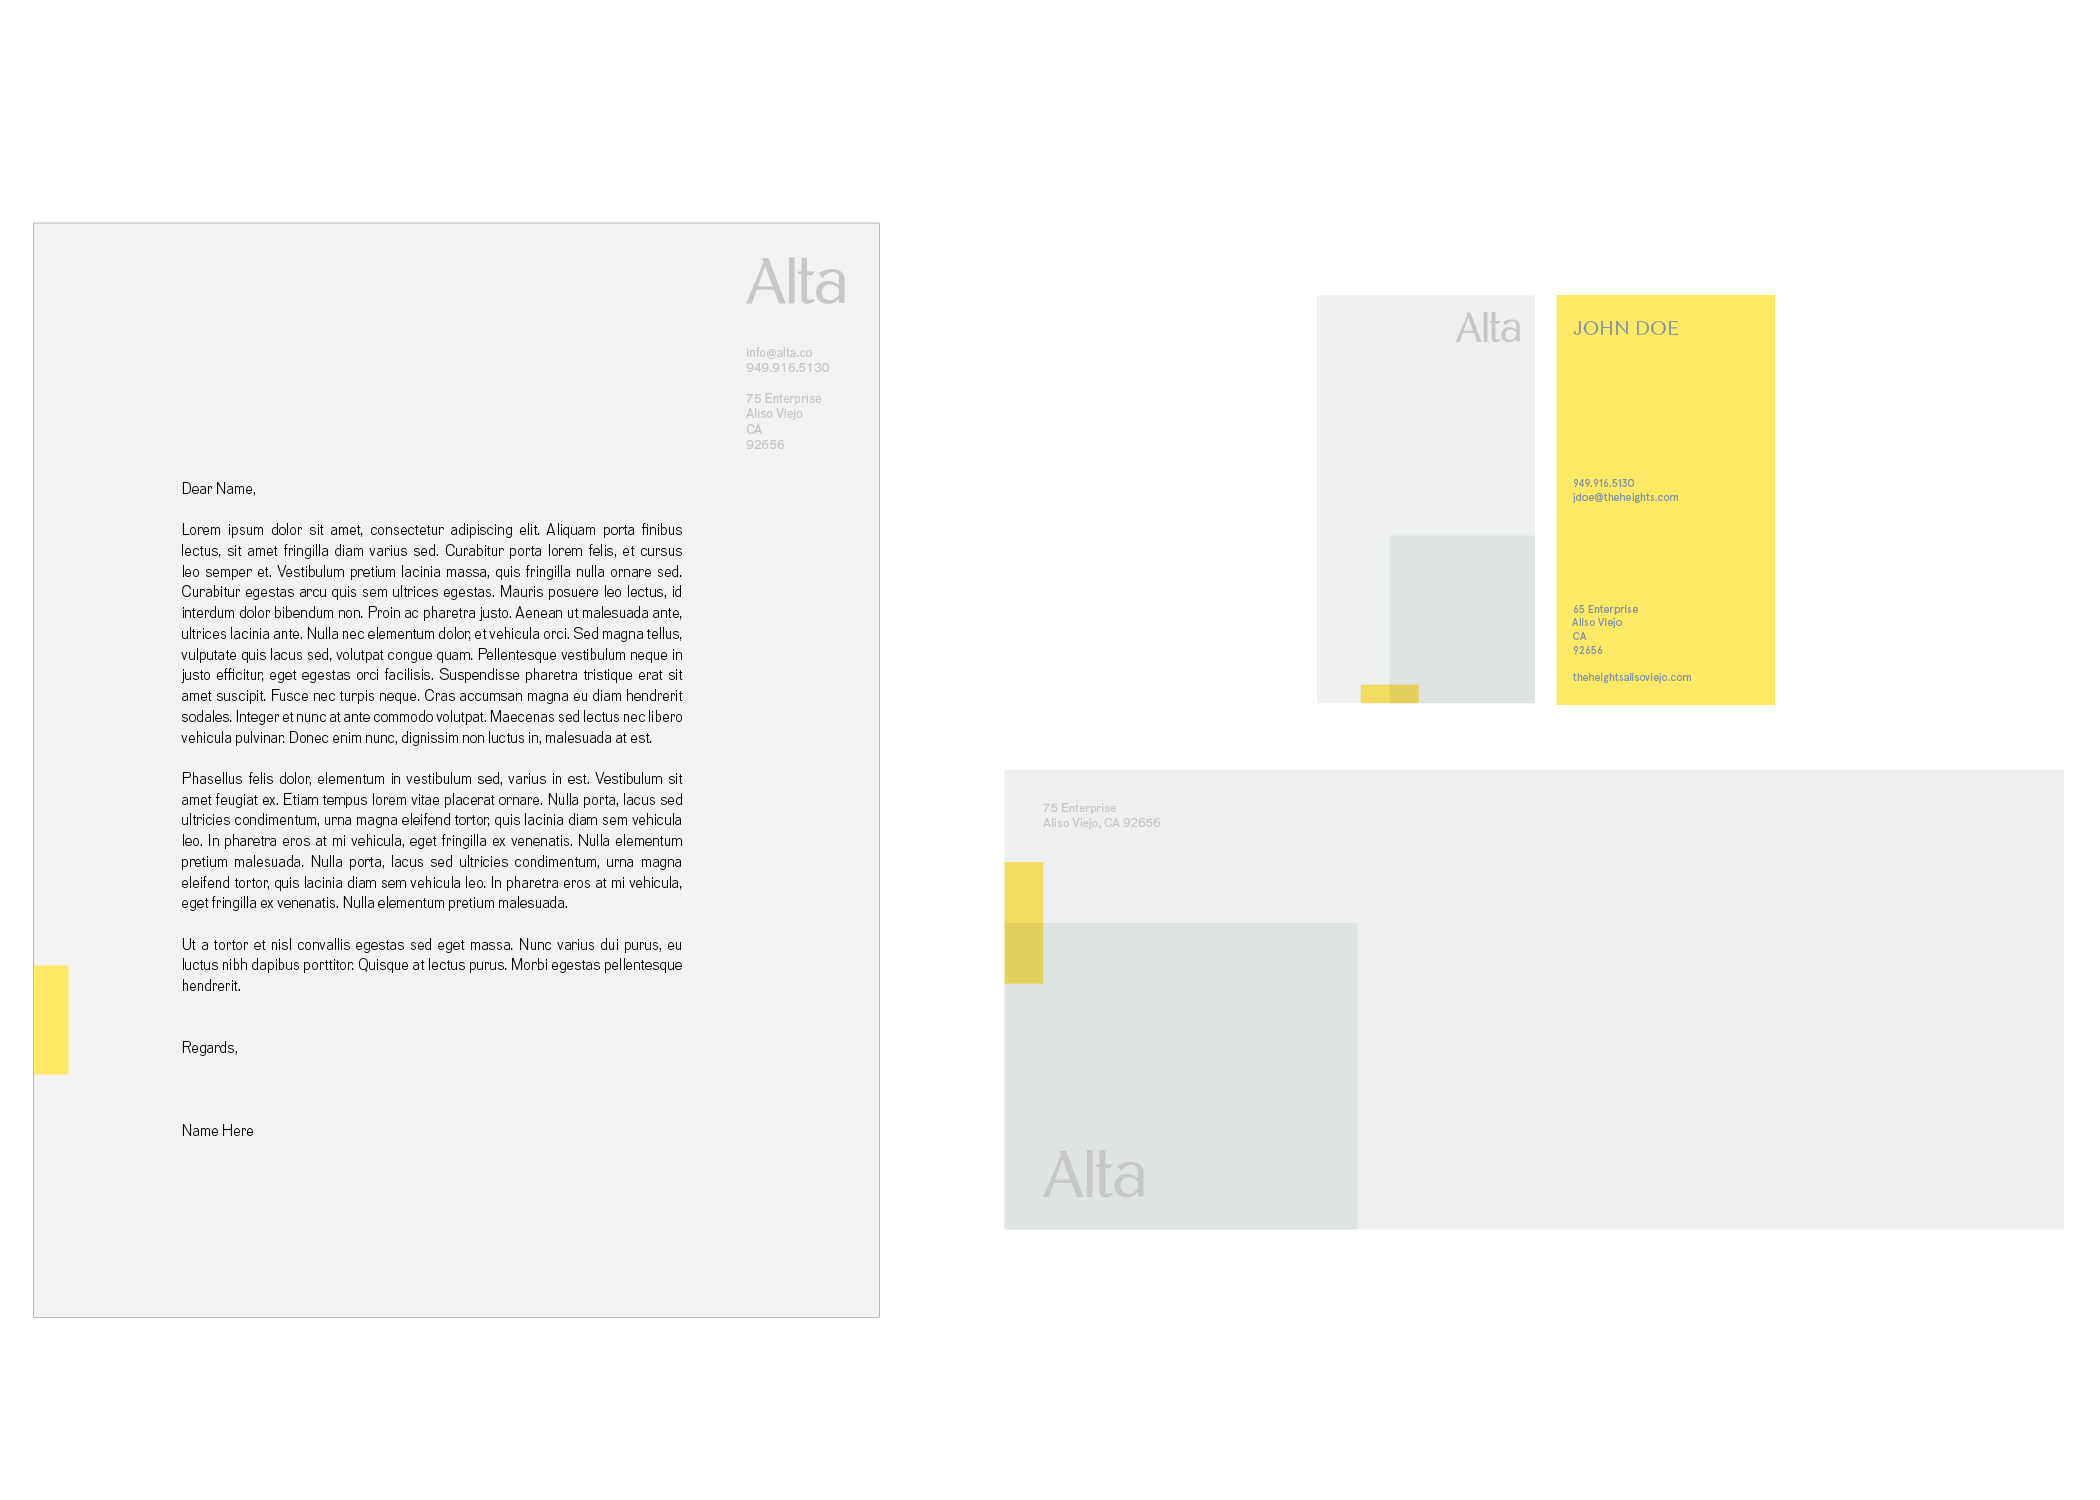 Alta
info@alta.co
949.916.5130
75 Enterprise
Aliso Viejo
CA
92656
Dear Name,
Lorem ipsum dolor sit amet, consectetur adipiscing elit. Aliquam porta finibus
lectus, sit amet fringilla diam varius sed. Curabitur porta lorem felis, et cursus
leo semper et. Vestibulum pretium lacinia massa, quis fringilla nulla ornare sed.
Curabitur egestas arcu quis sem ultrices egestas. Mauris posuere leo lectus, id
interdum dolor bibendum non. Proin ac pharetra justo. Aenean ut malesuada ante,
ultrices lacinia ante. Nulla nec elementum dolor, et vehicula orci. Sed magna tellus,
vulputate quis lacus sed, volutpat congue quam. Pellentesque vestibulum neque in
justo efficitur, eget egestas orci facilisis. Suspendisse pharetra tristique erat sit
amet suscipit. Fusce nec turpis neque. Cras accumsan magna eu diam hendrerit
sodales. Integer et nunc at ante commodo volutpat. Maecenas sed lectus nec libero
vehicula pulvinar. Donec enim nunc, dignissim non luctus in, malesuada at est.
Phasellus felis dolor, elementum in vestibulum sed, varius in est. Vestibulum sit
amet feugiat ex. Etiam tempus lorem vitae placerat ornare. Nulla porta, lacus sed
ultricies condimentum, urna magna eleifend tortor, quis lacinia diam sem vehicula
leo. In pharetra eros at mi vehicula, eget fringilla ex venenatis. Nulla elementum
pretium malesuada. Nulla porta, lacus sed ultricies condimentum, urna magna
eleifend tortor, quis lacinia diam sem vehicula leo. In pharetra eros at mi vehicula,
eget fringilla ex venenatis. Nulla elementum pretium malesuada.
Ut a tortor et nisl convallis egestas sed eget massa. Nunc varius dui purus, eu
luctus nibh dapibus porttitor. Quisque at lectus purus. Morbi egestas pellentesque
hendrerit.
Regards,
Name Here
Alta
JOHN DOE
949.916.5130
jdoe@theheights.com
65 Enterprise
Aliso Viejo
CA
92656
theheightsalisoviejo.com
75 Enterprise
Aliso Viejo, CA 92656
Alta